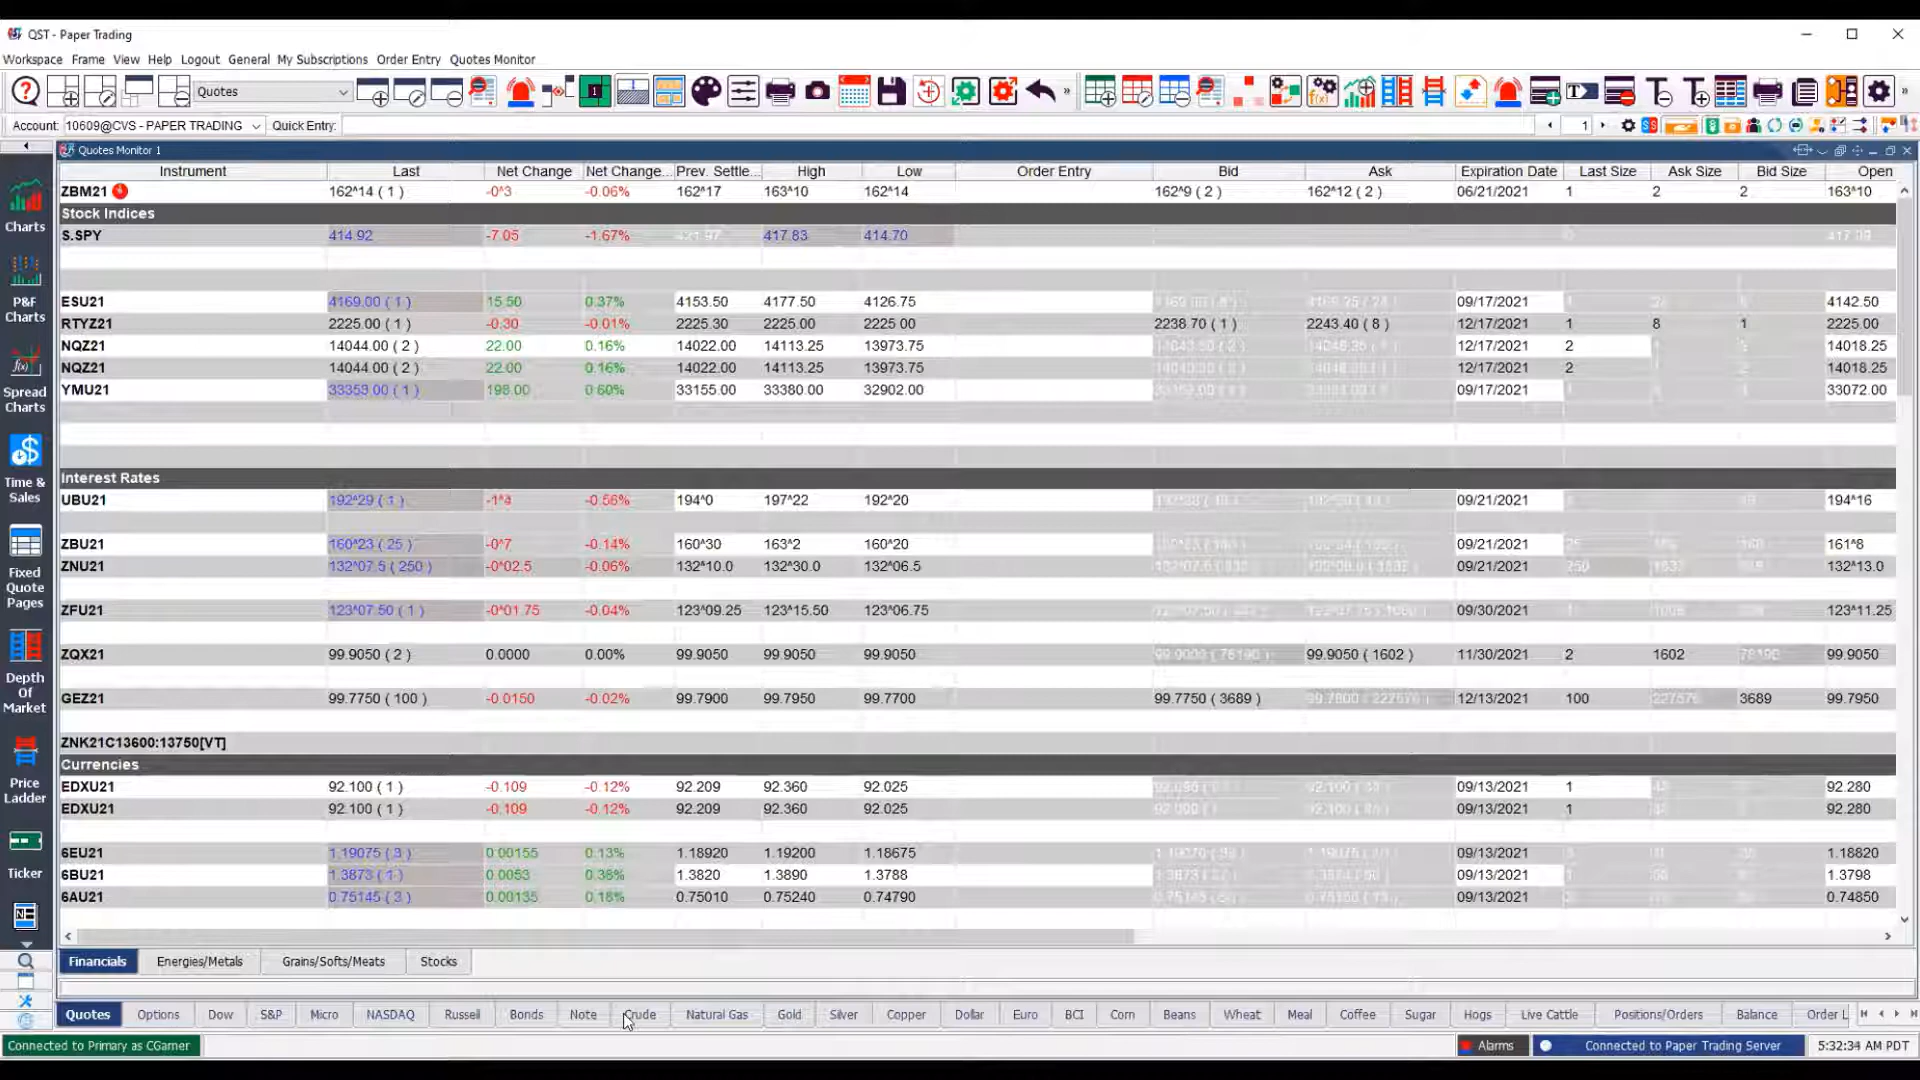 QST - Paper Trading
Workspace Frame View Help Logout General My Subscriptions Order Entry Quotes Monitor
Quotes
Account: 10609@CVS - PAPER TRADING Quick Entry: 1
Quotes Monitor 1
Instrument Last Net Change Net Change... Prev. Settle... High Low Order Entry Bid Ask Expiration Date Last Size Ask Size Bid Size Open
ZBM21 162^14 ( 1 ) -0^3 -0.06% 162^17 163^10 162^14 162^9 ( 2 ) 162^12 ( 2 ) 06/21/2021 1 2 2 163^10
Stock Indices
S.SPY 414.92 -7.05 -1.67% 421.97 417.83 414.70
ESU21 4169.00 ( 1 ) 15.50 0.37% 4153.50 4177.50 4126.75 09/17/2021 4142.50
RTYZ21 2225.00 ( 1 ) -0.30 -0.01% 2225.30 2225.00 2225.00 2238.70 ( 1 ) 2243.40 ( 8 ) 12/17/2021 1 8 1 2225.00
NQZ21 14044.00 ( 2 ) 22.00 0.16% 14022.00 14113.25 13973.75 12/17/2021 2 14018.25
NQZ21 14044.00 ( 2 ) 22.00 0.16% 14022.00 14113.25 13973.75 12/17/2021 2 14018.25
YMU21 33353.00 ( 1 ) 198.00 0.60% 33155.00 33380.00 32902.00 09/17/2021 33072.00
Interest Rates
UBU21 192^29 ( 1 ) -1^4 -0.56% 194^0 197^22 192^20 09/21/2021 194^16
ZBU21 160^23 ( 25 ) -0^7 -0.14% 160^30 163^2 160^20 09/21/2021 161^8
ZNU21 132^07.5 ( 250 ) -0^02.5 -0.06% 132^10.0 132^30.0 132^06.5 09/21/2021 250 132^13.0
ZFU21 123^07.50 ( 1 ) -0^01.75 -0.04% 123^09.25 123^15.50 123^06.75 09/30/2021 123^11.25
ZQX21 99.9050 ( 2 ) 0.0000 0.00% 99.9050 99.9050 99.9050 99.9050 ( 1602 ) 11/30/2021 2 1602 99.9050
GEZ21 99.7750 ( 100 ) -0.0150 -0.02% 99.7900 99.7950 99.7700 99.7750 ( 3689 ) 12/13/2021 100 3689 99.7950
ZNK21C13600:13750[VT]
Currencies
EDXU21 92.100 ( 1 ) -0.109 -0.12% 92.209 92.360 92.025 09/13/2021 1 92.280
EDXU21 92.100 ( 1 ) -0.109 -0.12% 92.209 92.360 92.025 09/13/2021 1 92.280
6EU21 1.19075 ( 3 ) 0.00155 0.13% 1.18920 1.19200 1.18675 09/13/2021 1.18820
6BU21 1.3873 ( 1 ) 0.0053 0.38% 1.3820 1.3890 1.3788 09/13/2021 1.3798
6AU21 0.75145 ( 3 ) 0.00135 0.18% 0.75010 0.75240 0.74790 09/13/2021 0.74850
Charts
P&F Charts
Spread Charts
Time & Sales
Fixed Quote Pages
Depth Of Market
Price Ladder
Ticker
Financials Energies/Metals Grains/Softs/Meats Stocks
Quotes Options Dow S&P Micro NASDAQ Russell Bonds Note Crude Natural Gas Gold Silver Copper Dollar Euro BCI Corn Beans Wheat Meal Coffee Sugar Hogs Live Cattle Positions/Orders Balance Order L
Connected to Primary as CGarner Alarms Connected to Paper Trading Server 5:32:34 AM PDT